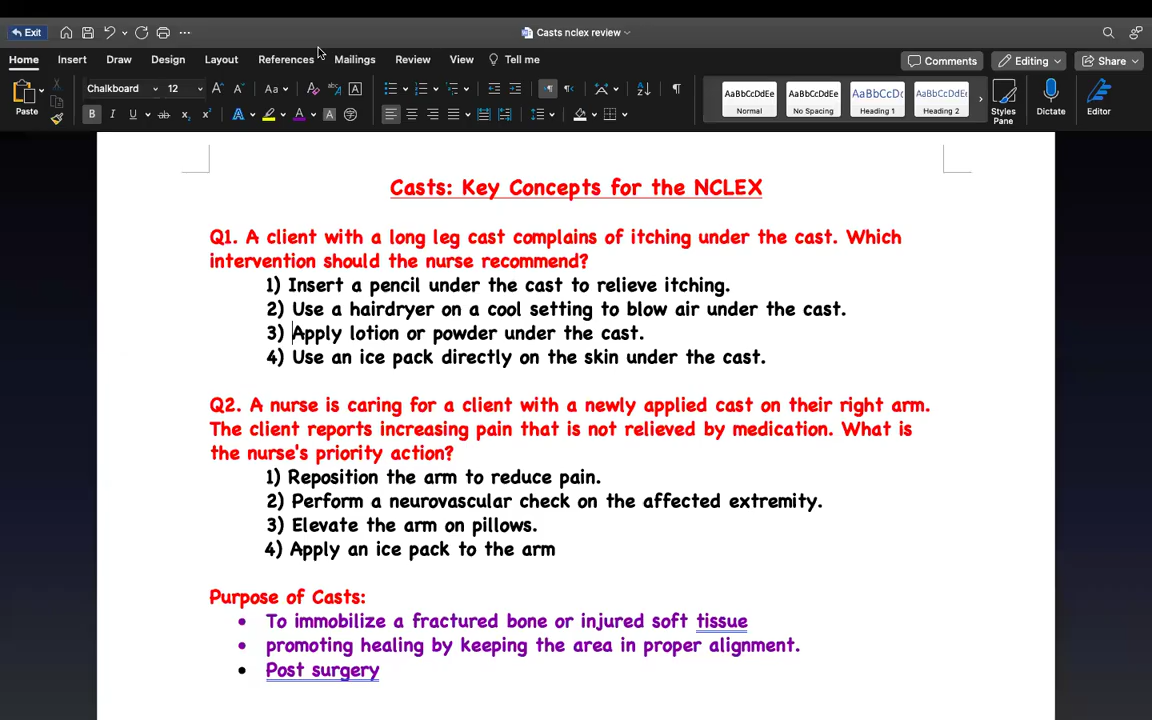 Exit
Casts nclex review
Home Insert Draw Design Layout References Mailings Review View Tell me
Comments Editing Share
Paste
Chalkboard 12
AaBbCcDdEe AaBbCcDdEe AaBbCcDc AaBbCcDdEe
Normal No Spacing Heading 1 Heading 2
Styles Pane
Dictate
Editor
Casts: Key Concepts for the NCLEX
Q1. A client with a long leg cast complains of itching under the cast. Which
intervention should the nurse recommend?
1) Insert a pencil under the cast to relieve itching.
2) Use a hairdryer on a cool setting to blow air under the cast.
3) Apply lotion or powder under the cast.
4) Use an ice pack directly on the skin under the cast.
Q2. A nurse is caring for a client with a newly applied cast on their right arm.
The client reports increasing pain that is not relieved by medication. What is
the nurse's priority action?
1) Reposition the arm to reduce pain.
2) Perform a neurovascular check on the affected extremity.
3) Elevate the arm on pillows.
4) Apply an ice pack to the arm
Purpose of Casts:
• To immobilize a fractured bone or injured soft tissue
• promoting healing by keeping the area in proper alignment.
• Post surgery